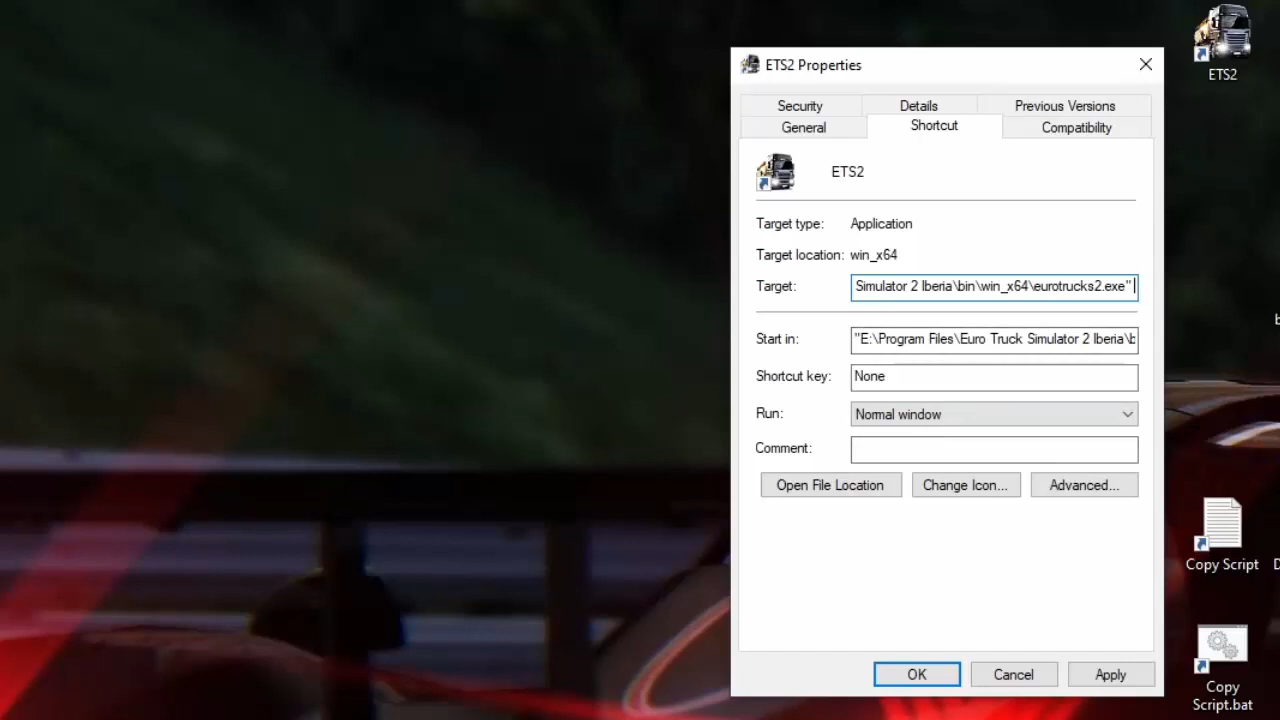 ETS2 Properties
Security
Details
Previous Versions
General
Shortcut
Compatibility
ETS2
Target type: Application
Target location: win_x64
Target: Simulator 2 Iberia\bin\win_x64\eurotrucks2.exe"
Start in: "E:\Program Files\Euro Truck Simulator 2 Iberia\b
Shortcut key: None
Run: Normal window
Comment:
Open File Location
Change Icon...
Advanced...
OK
Cancel
Apply
ETS2
Copy Script
Copy
Script.bat